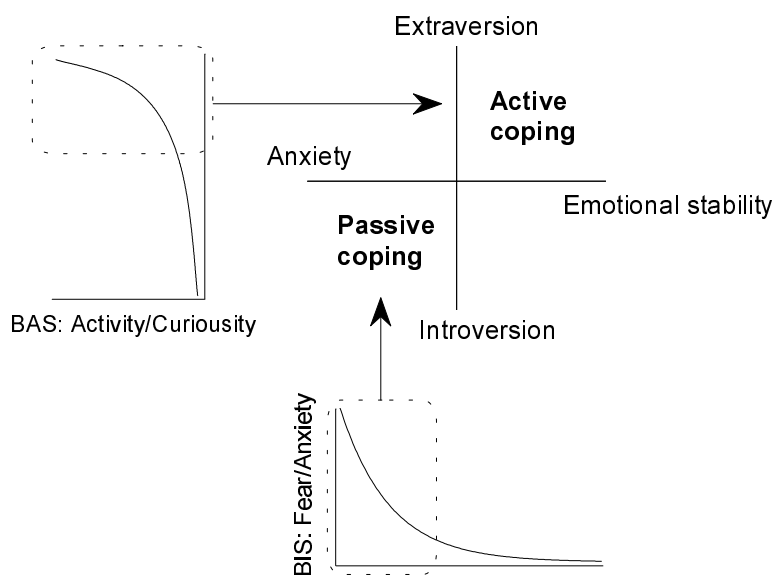 Extraversion
Active
coping
Anxiety
Emotional stability
Passive
coping
BAS: Activity/Curiousity
Introversion
BIS: Fear/Anxiety